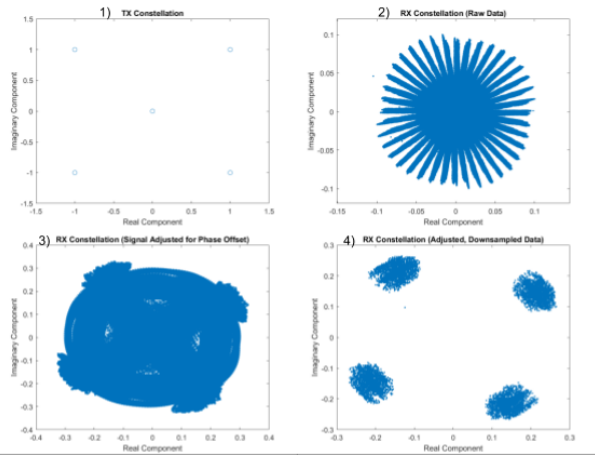 1) TX Constellation
1.5
1
0.5
0
-0.5
-1
-1.5
-1.5 -1 -0.5 0 0.5 1 1.5
Imaginary Component
Real Component
2) RX Constellation (Raw Data)
0.1
0.05
0
-0.05
-0.1
-0.15 -0.1 -0.05 0 0.05 0.1
Imaginary Component
Real Component
3) RX Constellation (Signal Adjusted for Phase Offset)
0.4
0.3
0.2
0.1
0
-0.1
-0.2
-0.3
-0.4
-0.4 -0.3 -0.2 -0.1 0 0.1 0.2 0.3 0.4
Imaginary Component
Real Component
4) RX Constellation (Adjusted, Downsampled Data)
0.3
0.2
0.1
0
-0.1
-0.2
-0.3
-0.3 -0.2 -0.1 0 0.1 0.2 0.3
Imaginary Component
Real Component